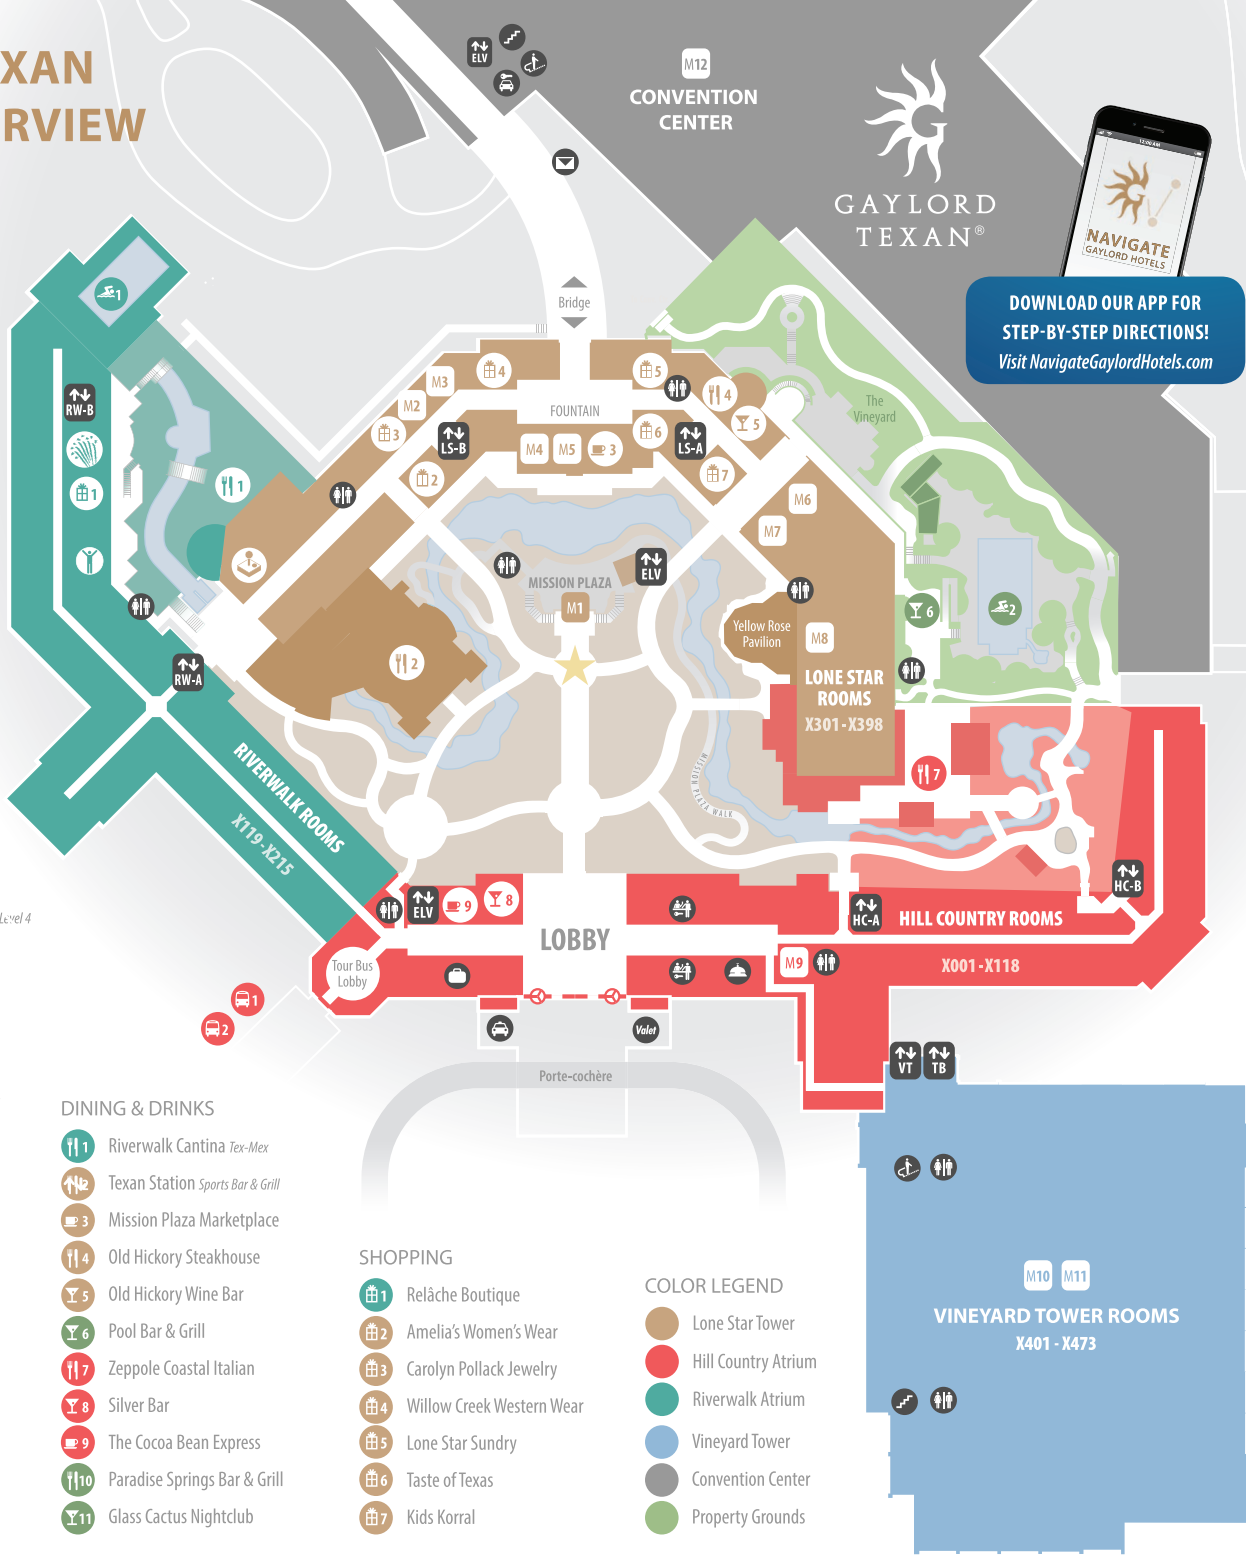 XAN
RVIEW
ELV
M12
CONVENTION
CENTER
G
GAYLORD
TEXAN®
12:00 AM
NAVIGATE
GAYLORD HOTELS
DOWNLOAD OUR APP FOR
STEP-BY-STEP DIRECTIONS!
Visit NavigateGaylordHotels.com
1
Bridge
M3
4
5
M2
RW-B
FOUNTAIN
4
The
Vineyard
3
LS-B
M4
M5
3
6
LS-A
5
1
1
2
7
M6
M7
MISSION PLAZA
ELV
M1
6
2
Yellow Rose
Pavilion
M8
2
RW-A
LONE STAR
ROOMS
X301 - X398
RIVERWALK ROOMS
X119-X215
MISSION PLAZA WALK
7
HC-B
ELV
9
8
HC-A
HILL COUNTRY ROOMS
Level 4
LOBBY
Tour Bus
Lobby
M9
X001 - X118
1
2
Valet
VT
TB
Porte-cochère
DINING & DRINKS
1 Riverwalk Cantina Tex-Mex
2 Texan Station Sports Bar & Grill
3 Mission Plaza Marketplace
4 Old Hickory Steakhouse
5 Old Hickory Wine Bar
6 Pool Bar & Grill
7 Zeppole Coastal Italian
8 Silver Bar
9 The Cocoa Bean Express
10 Paradise Springs Bar & Grill
11 Glass Cactus Nightclub
SHOPPING
1 Relâche Boutique
2 Amelia's Women's Wear
3 Carolyn Pollack Jewelry
4 Willow Creek Western Wear
5 Lone Star Sundry
6 Taste of Texas
7 Kids Korral
COLOR LEGEND
Lone Star Tower
Hill Country Atrium
Riverwalk Atrium
Vineyard Tower
Convention Center
Property Grounds
M10
M11
VINEYARD TOWER ROOMS
X401 - X473